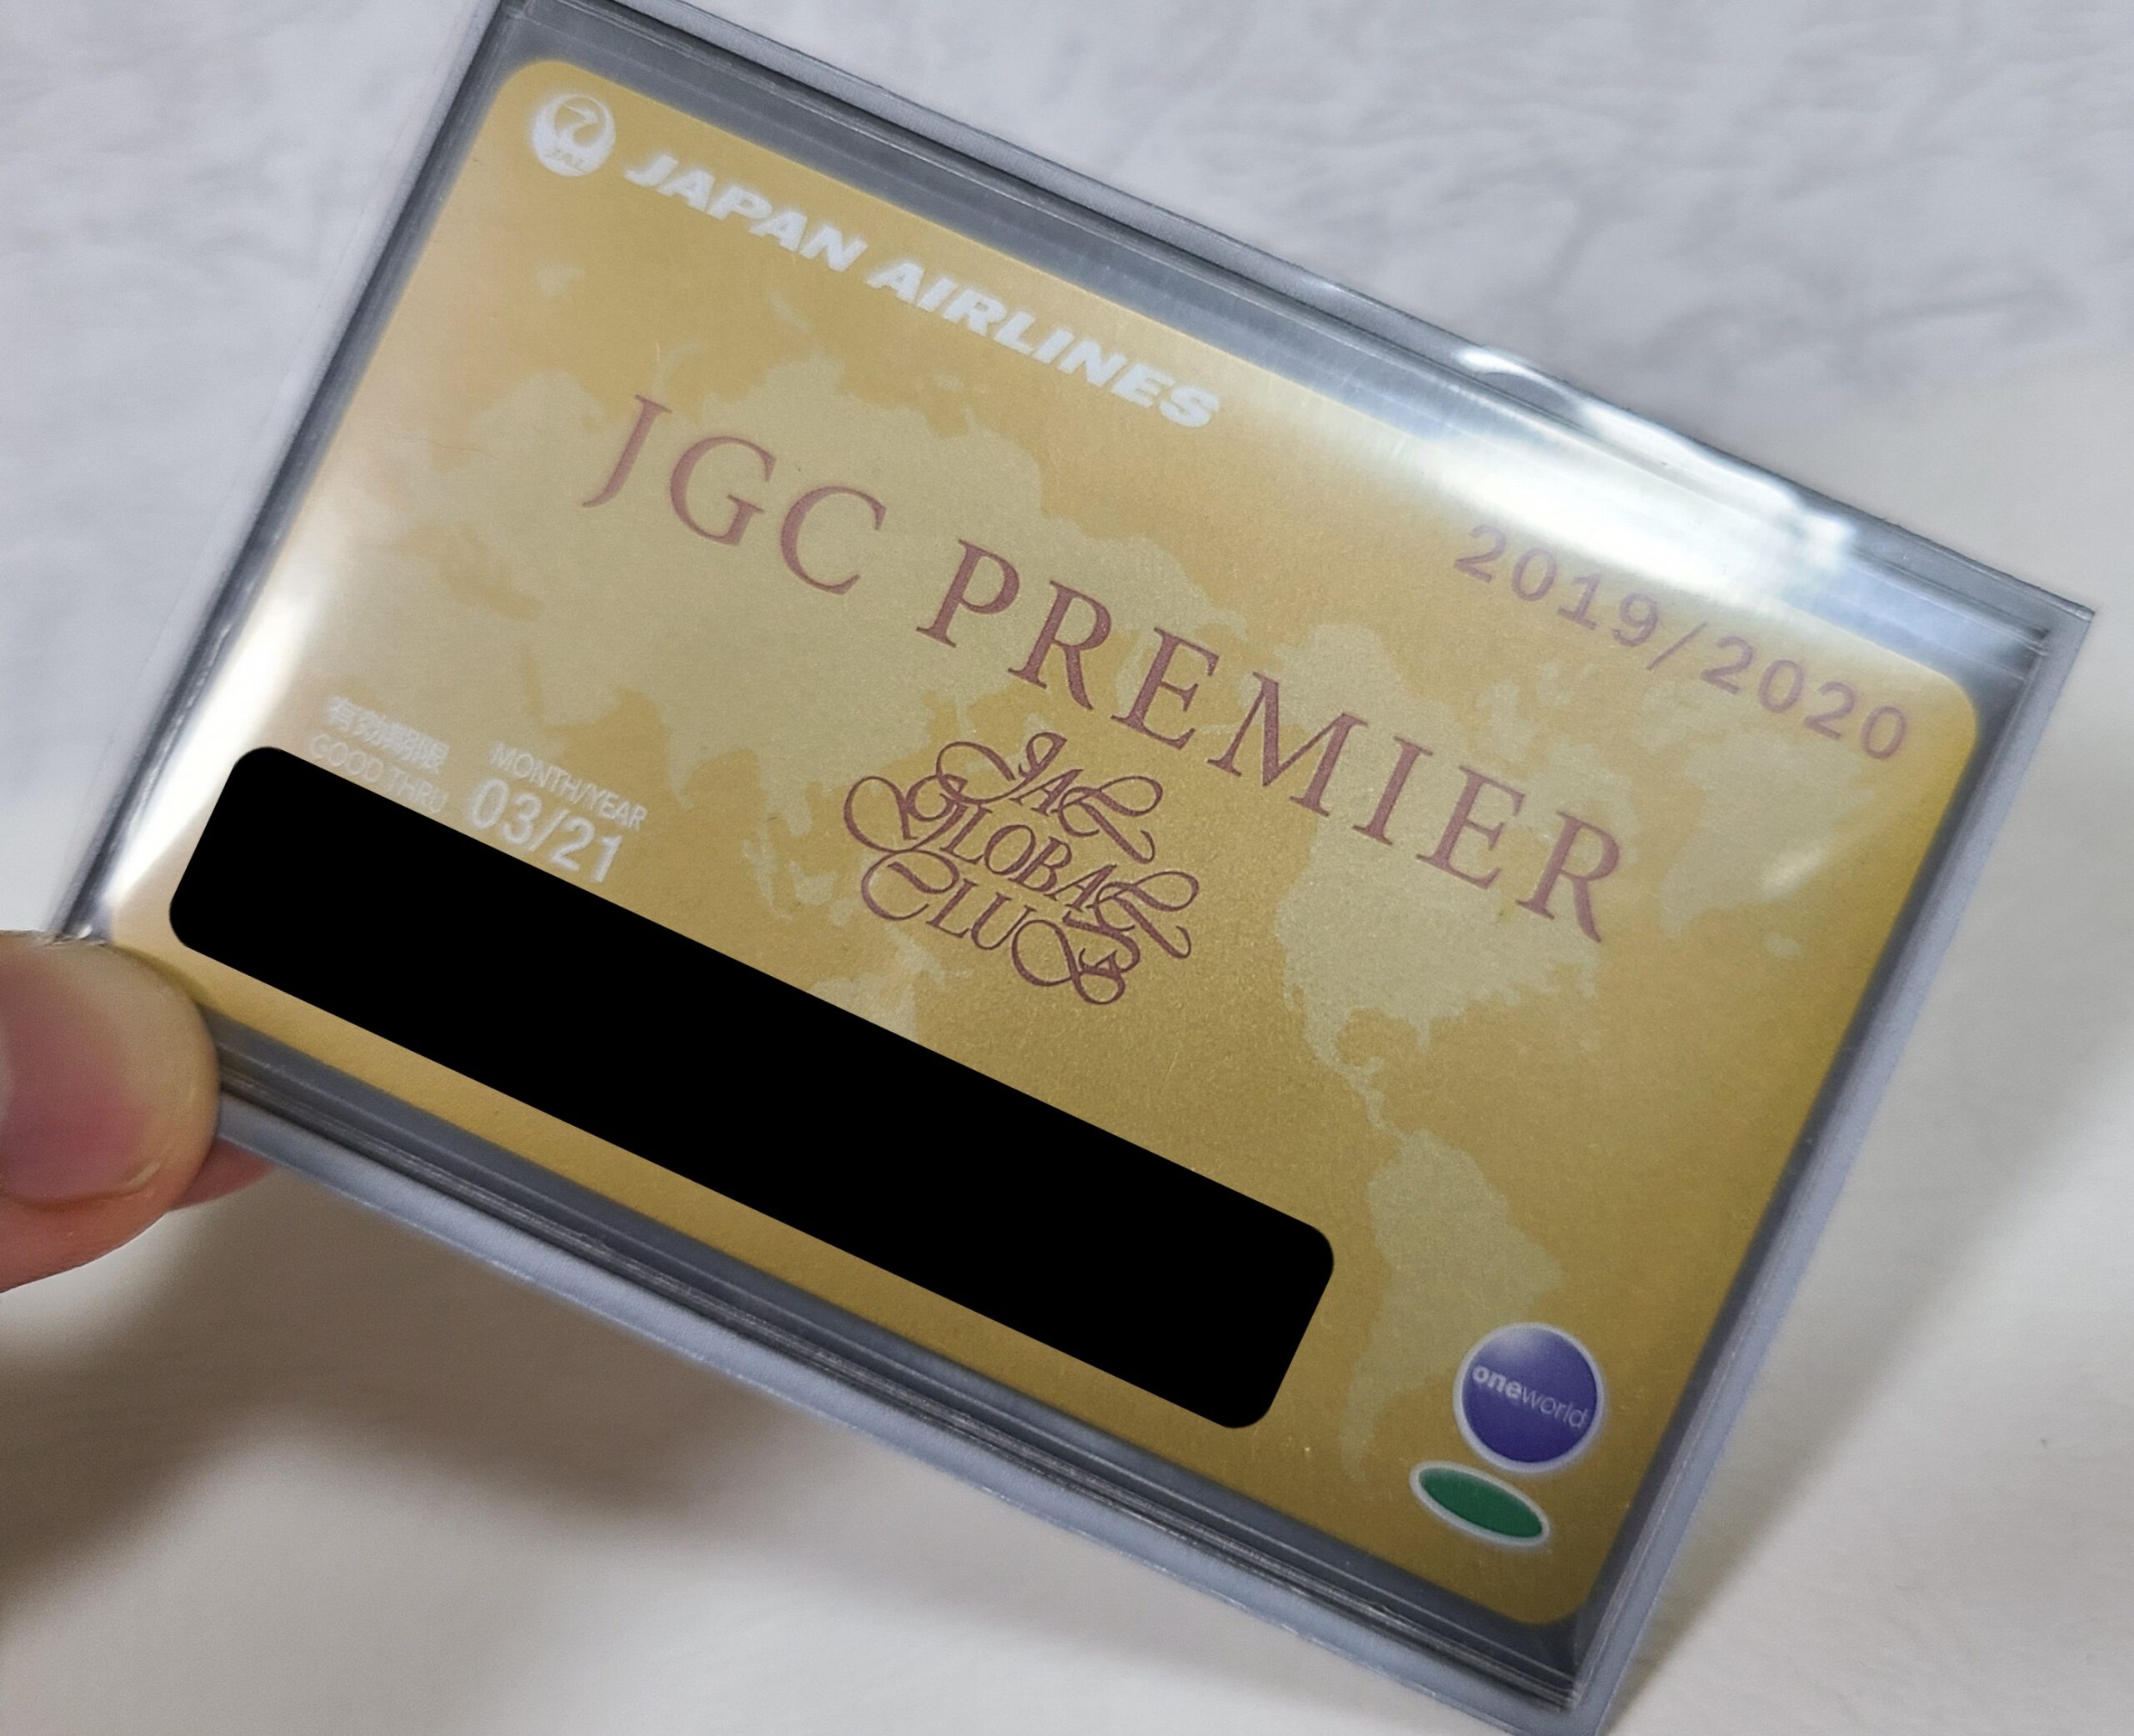 JAL
JAPAN AIRLINES
2019/2020
JGC PREMIER
JAL
GLOBAL
CLUB
有効期限
GOOD THRU
MONTH/YEAR
03/21
oneworld